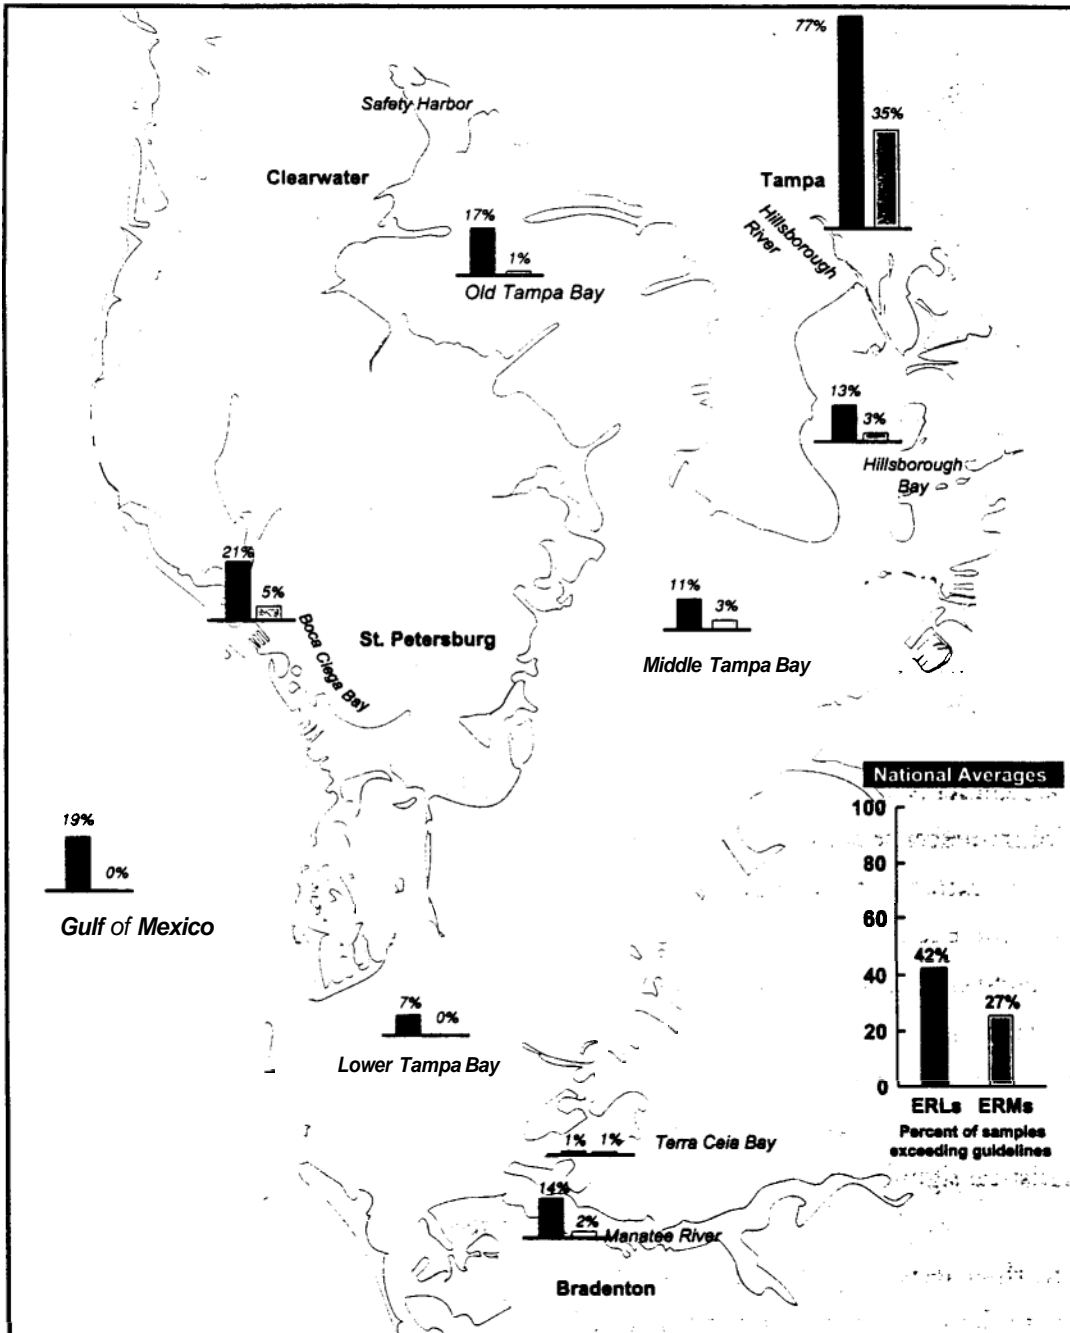 77%
35%
Safety Harbor
Clearwater
Tampa
17%
1%
Old Tampa Bay
Hillsborough
River
13%
3%
Hillsborough
Bay
21%
5%
Boca Ciega Bay
St. Petersburg
11%
3%
Middle Tampa Bay
National Averages
100
80
60
40
20
0
42%
27%
ERLs ERMs
Percent of samples
exceeding guidelines
19%
0%
Gulf of Mexico
7%
0%
Lower Tampa Bay
1% 1%
Terra Ceia Bay
14%
2%
Manatee River
Bradenton